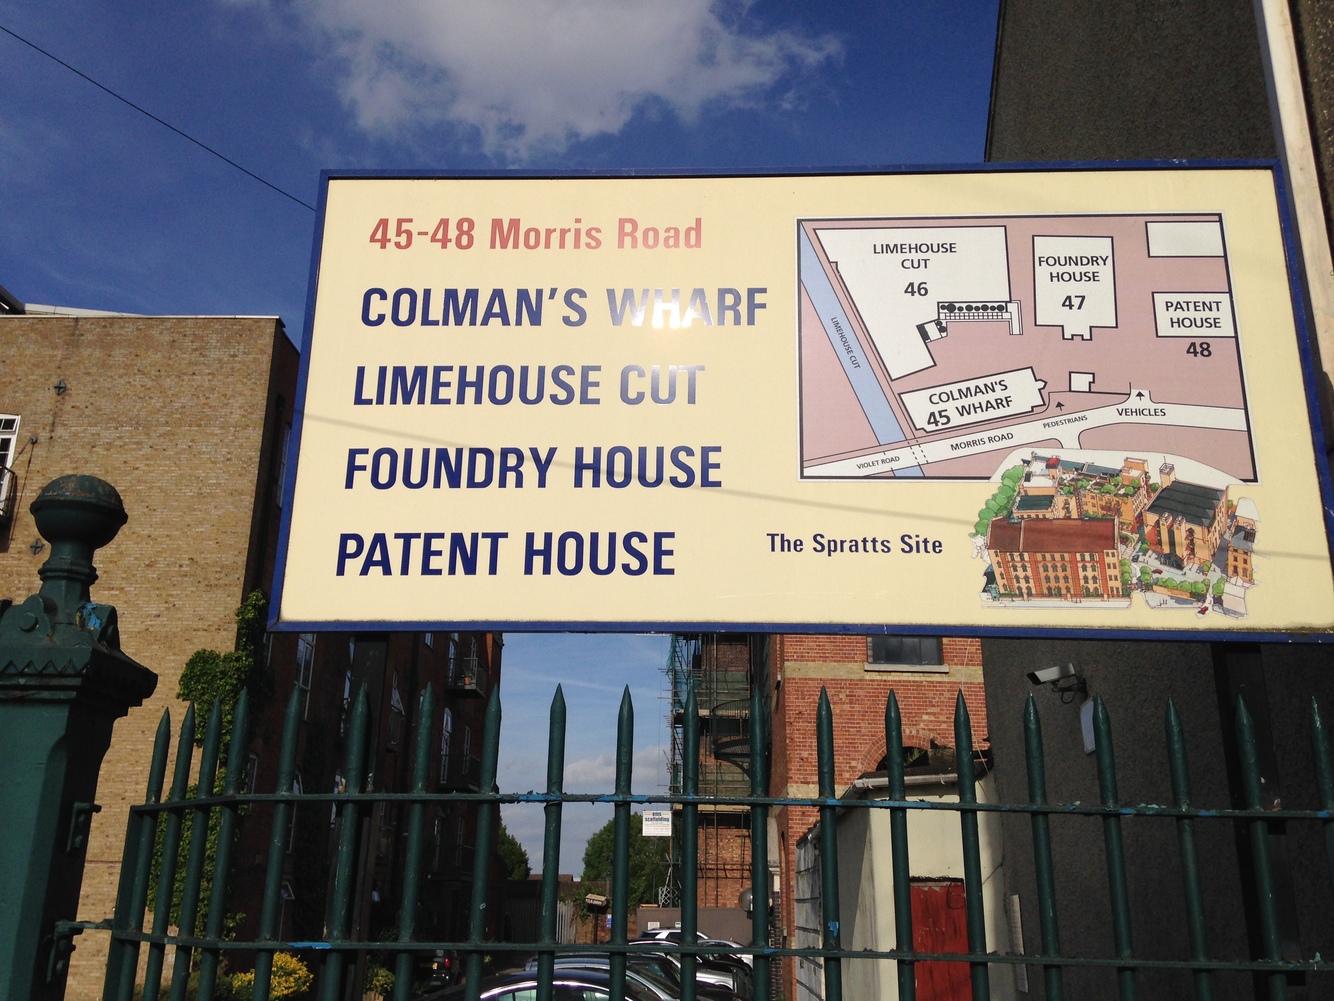 45-48 Morris Road
COLMAN'S WHARF
LIMEHOUSE CUT
FOUNDRY HOUSE
PATENT HOUSE
The Spratts Site
LIMEHOUSE
CUT
46
FOUNDRY
HOUSE
47
PATENT
HOUSE
48
LIMEHOUSE CUT
COLMAN'S
45 WHARF
PEDESTRIANS
VEHICLES
MORRIS ROAD
VIOLET ROAD
scaffolding